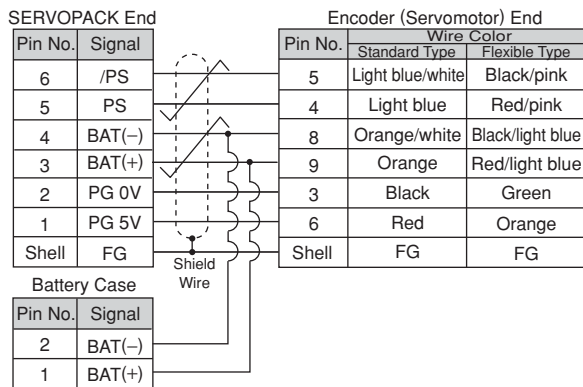 SERVOPACK End
Encoder (Servomotor) End
Pin No. Signal
Pin No. Wire Color
Standard Type Flexible Type
6 /PS 5 Light blue/white Black/pink
5 PS 4 Light blue Red/pink
4 BAT(−) 8 Orange/white Black/light blue
3 BAT(+) 9 Orange Red/light blue
2 PG 0V 3 Black Green
1 PG 5V 6 Red Orange
Shell FG Shell FG FG
Shield
Wire
Battery Case
Pin No. Signal
2 BAT(−)
1 BAT(+)